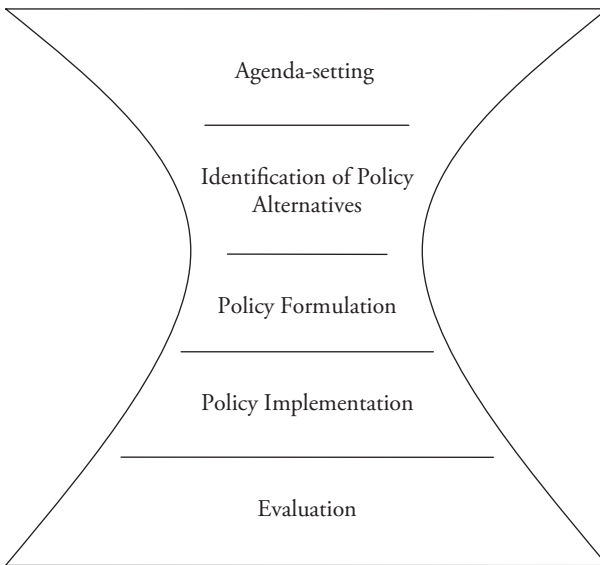 Agenda-setting
Identification of Policy
Alternatives
Policy Formulation
Policy Implementation
Evaluation